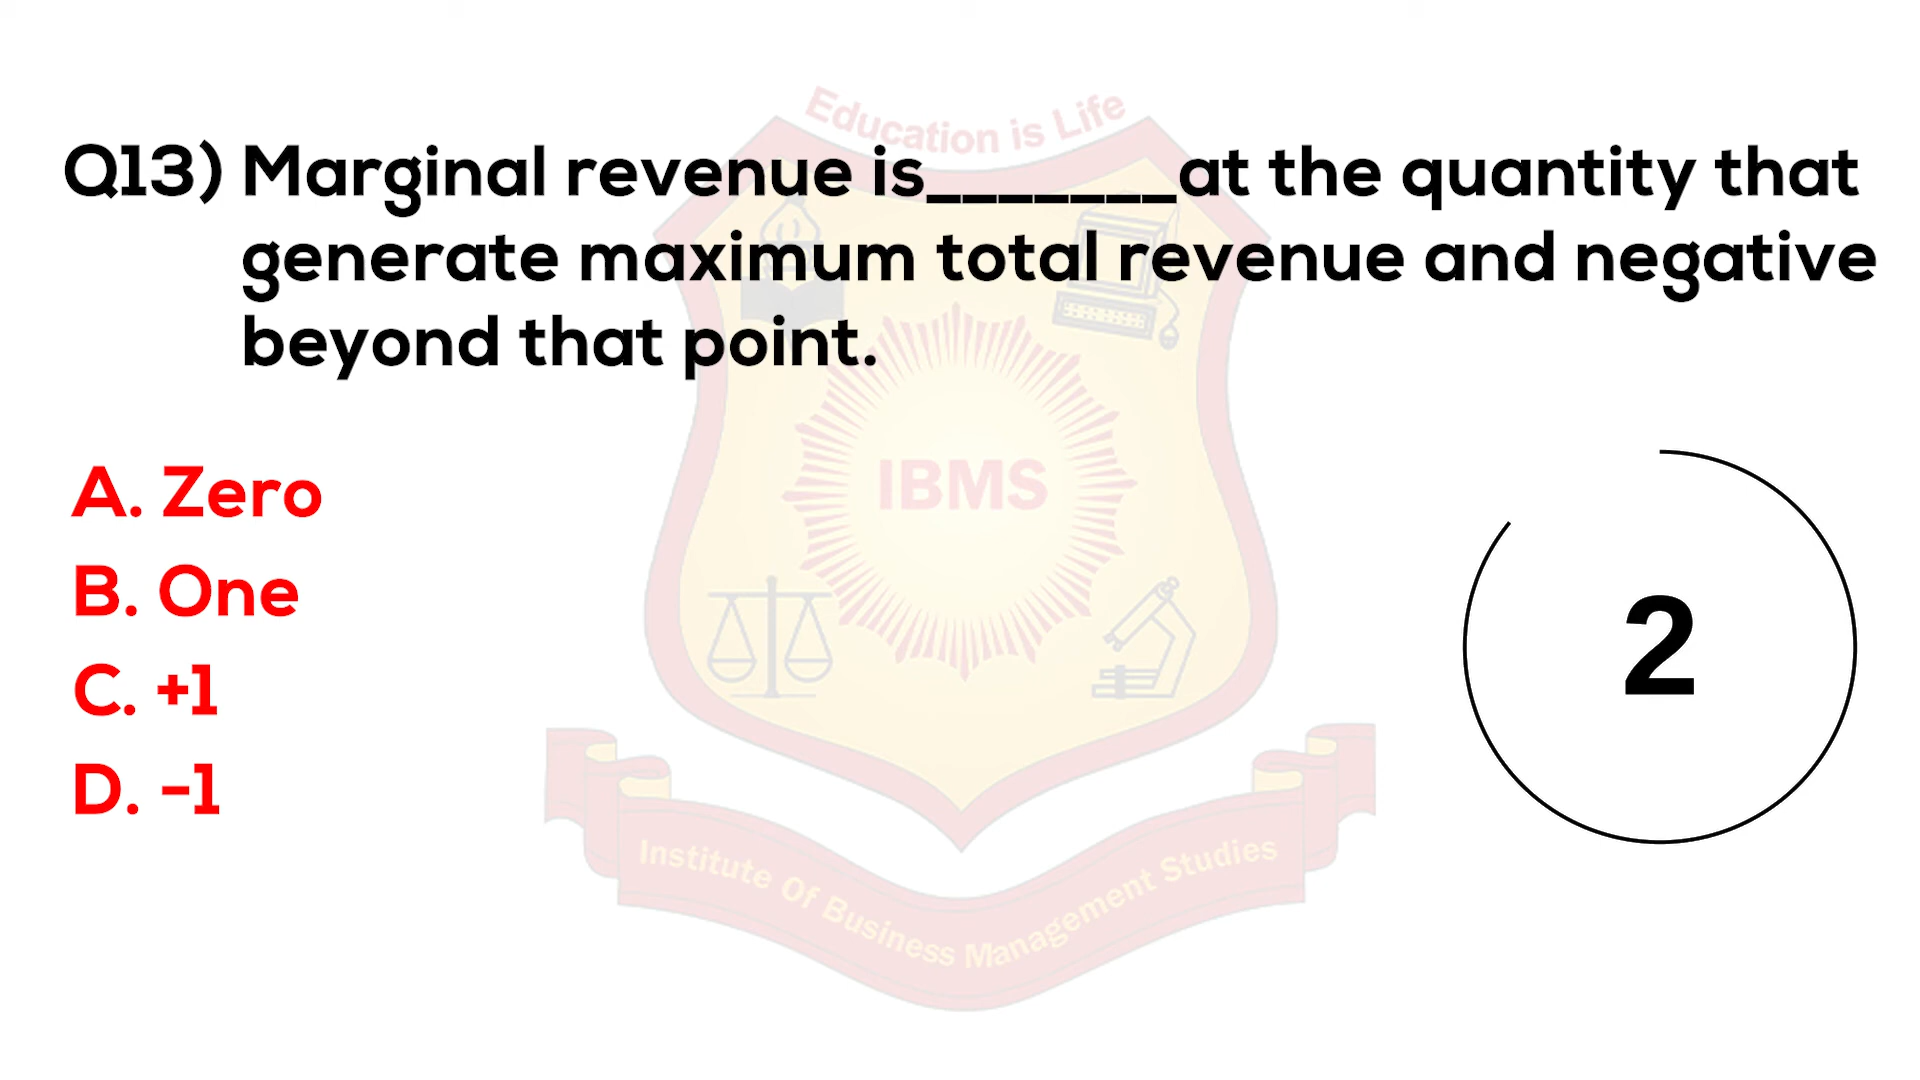 Education is Life
Q13) Marginal revenue is_______at the quantity that
generate maximum total revenue and negative
beyond that point.
A. Zero
B. One
C. +1
D. -1
2
IBMS
Institute Of Business Management Studies